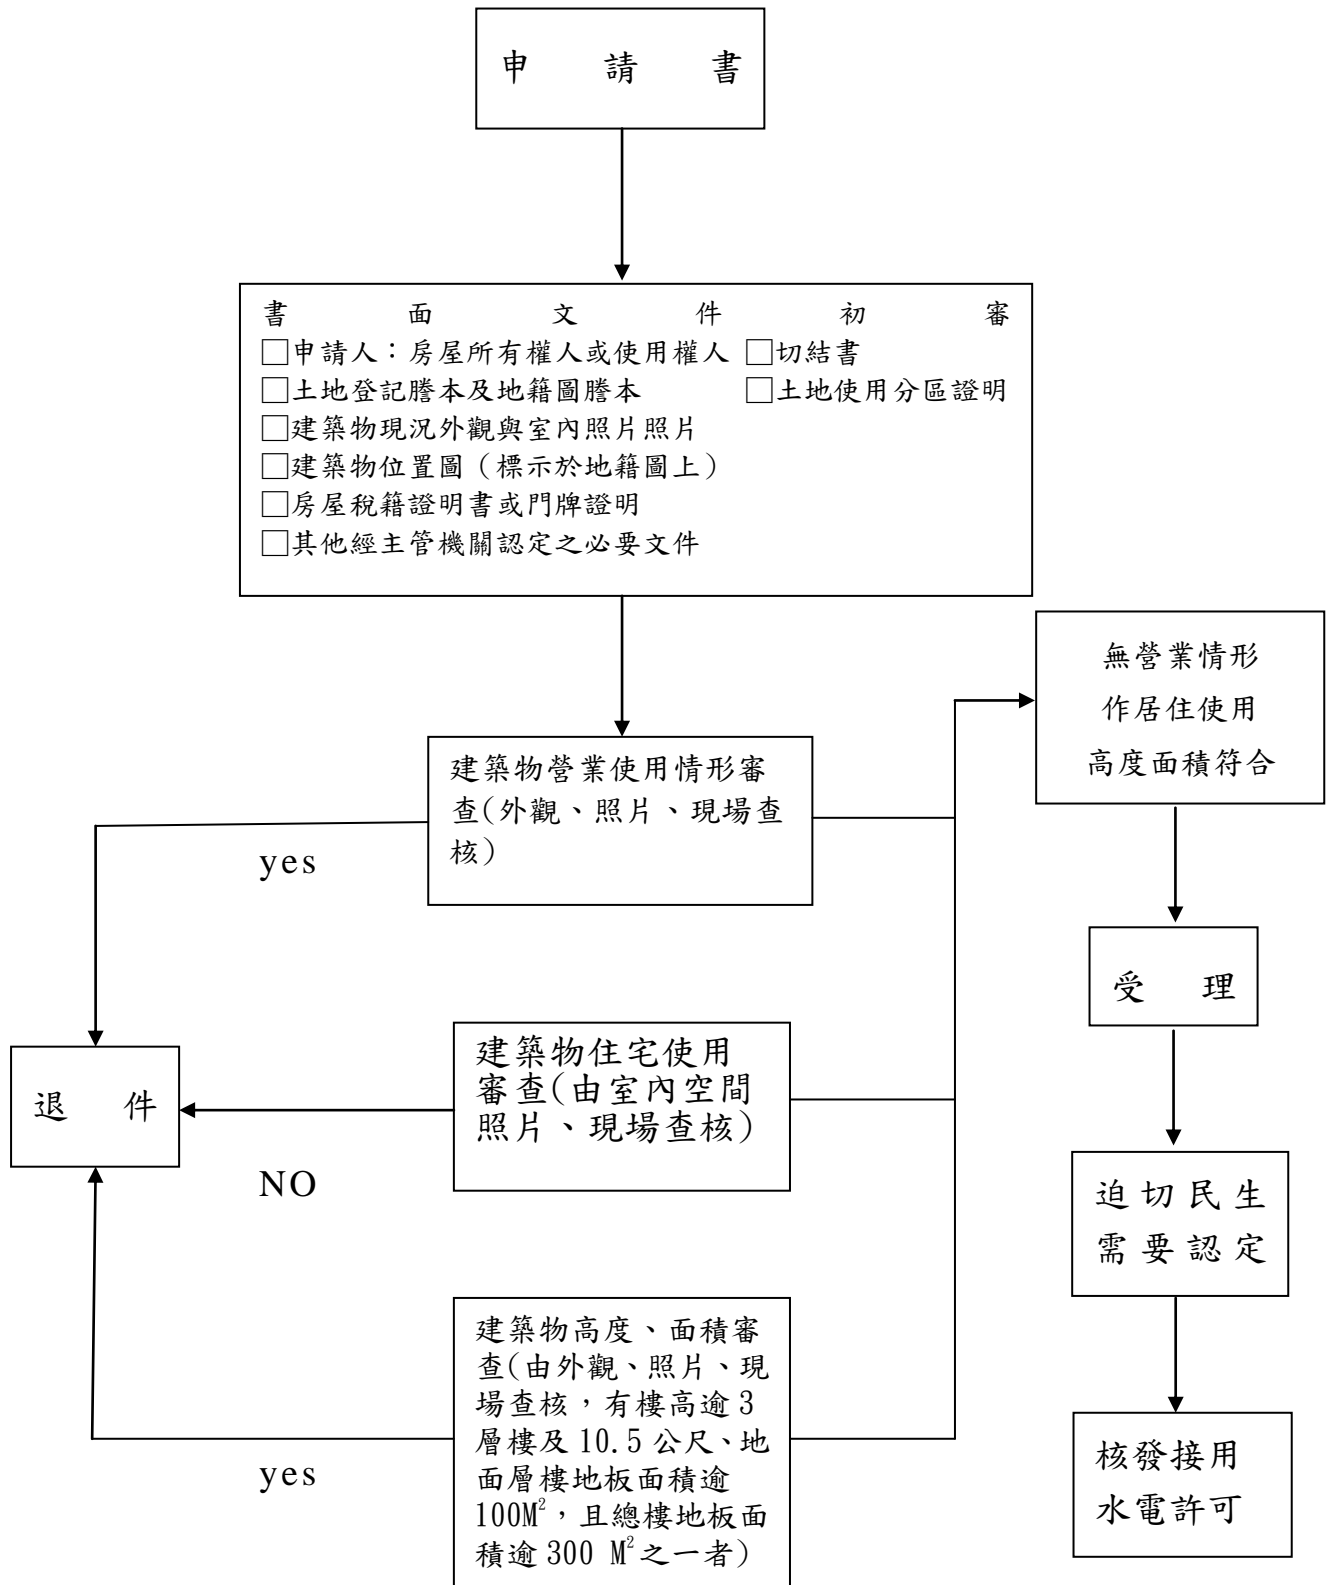 申請書
書面文件初審
□申請人：房屋所有權人或使用權人 □切結書
□土地登記謄本及地籍圖謄本 □土地使用分區證明
□建築物現況外觀與室內照片照片
□建築物位置圖（標示於地籍圖上）
□房屋稅籍證明書或門牌證明
□其他經主管機關認定之必要文件
無營業情形
作居住使用
高度面積符合
建築物營業使用情形審
查(外觀、照片、現場查
核)
yes
受理
建築物住宅使用
審查(由室內空間
照片、現場查核)
退件
NO
迫切民生
需要認定
建築物高度、面積審
查(由外觀、照片、現
場查核，有樓高逾3
層樓及10.5公尺、地
面層樓地板面積逾
100M²，且總樓地板面
積逾300 M²之一者)
yes
核發接用
水電許可